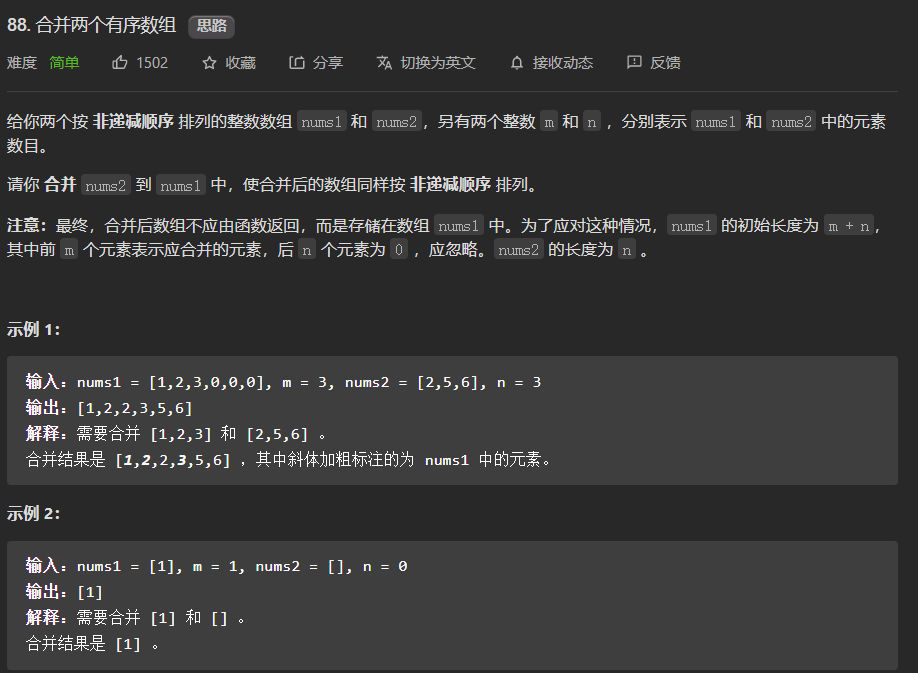 88. 合并两个有序数组 思路
难度 简单 1502 收藏 分享 切换为英文 接收动态 反馈
给你两个按 非递减顺序 排列的整数数组 nums1 和 nums2，另有两个整数 m 和 n ，分别表示 nums1 和 nums2 中的元素
数目。
请你 合并 nums2 到 nums1 中，使合并后的数组同样按 非递减顺序 排列。
注意：最终，合并后数组不应由函数返回，而是存储在数组 nums1 中。为了应对这种情况，nums1 的初始长度为 m + n，
其中前 m 个元素表示应合并的元素，后 n 个元素为 0 ，应忽略。nums2 的长度为 n 。
示例 1：
输入：nums1 = [1,2,3,0,0,0], m = 3, nums2 = [2,5,6], n = 3
输出：[1,2,2,3,5,6]
解释：需要合并 [1,2,3] 和 [2,5,6] 。
合并结果是 [1,2,2,3,5,6] ，其中斜体加粗标注的为 nums1 中的元素。
示例 2：
输入：nums1 = [1], m = 1, nums2 = [], n = 0
输出：[1]
解释：需要合并 [1] 和 [] 。
合并结果是 [1] 。